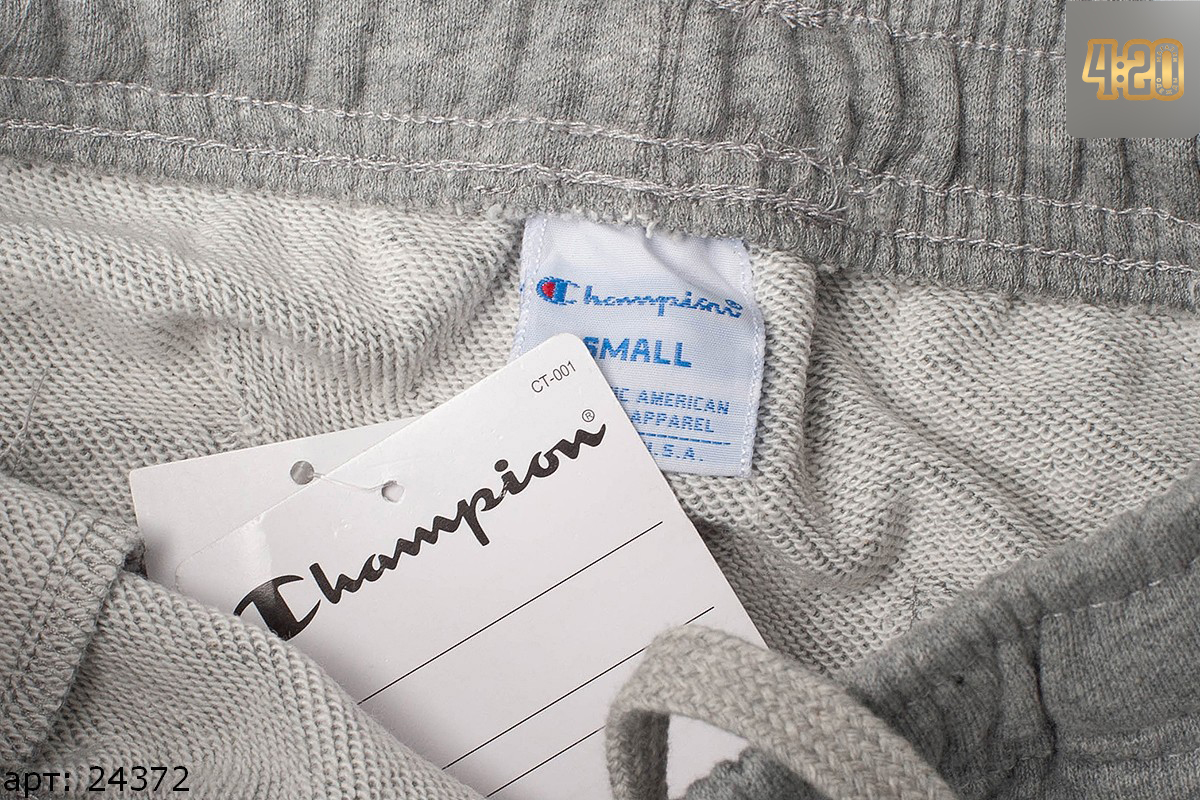 4:20
Champion
SMALL
AMERICAN
APPAREL
U.S.A.
CT-001
Champion®
арт: 24372